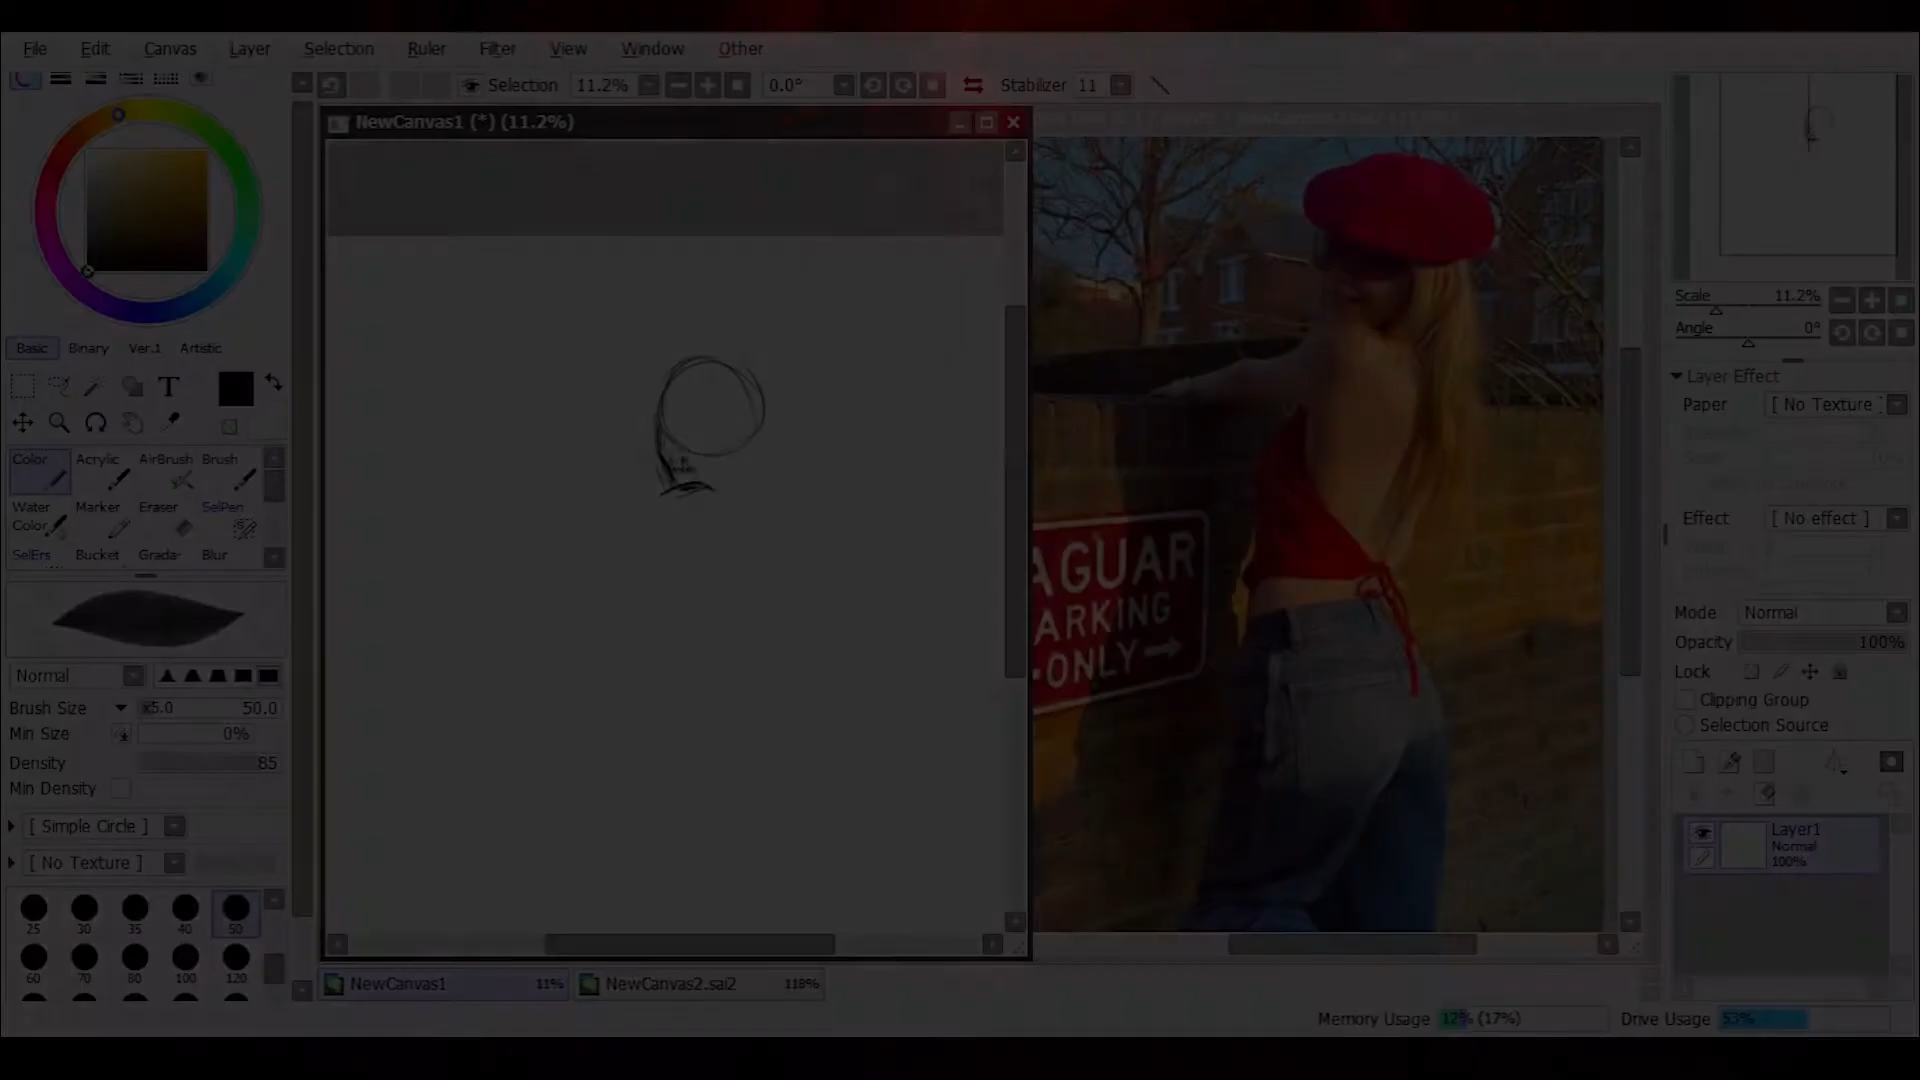 File Edit Canvas Layer Selection Ruler Filter View Window Other
Selection 11.2% 0.0° Stabilizer 11
NewCanvas1 (*) (11.2%)
Scale 11.2%
Angle 0°
Basic Binary Ver.1 Artistic
T
Layer Effect
Paper [ No Texture ]
Color Acrylic AirBrush Brush
Water Color Marker Eraser SelPen
SelErs Bucket Grada- Blur
Effect [ No effect ]
AGUAR
ARKING
ONLY
Mode Normal
Opacity 100%
Lock
Clipping Group
Selection Source
Normal
Brush Size x5.0 50.0
Min Size 0%
Density 85
Min Density
[ Simple Circle ]
[ No Texture ]
Layer1
Normal
100%
25 30 35 40 50
60 70 80 100 120
NewCanvas1 11% NewCanvas2.sai2 118%
Memory Usage 12% (17%) Drive Usage 53%